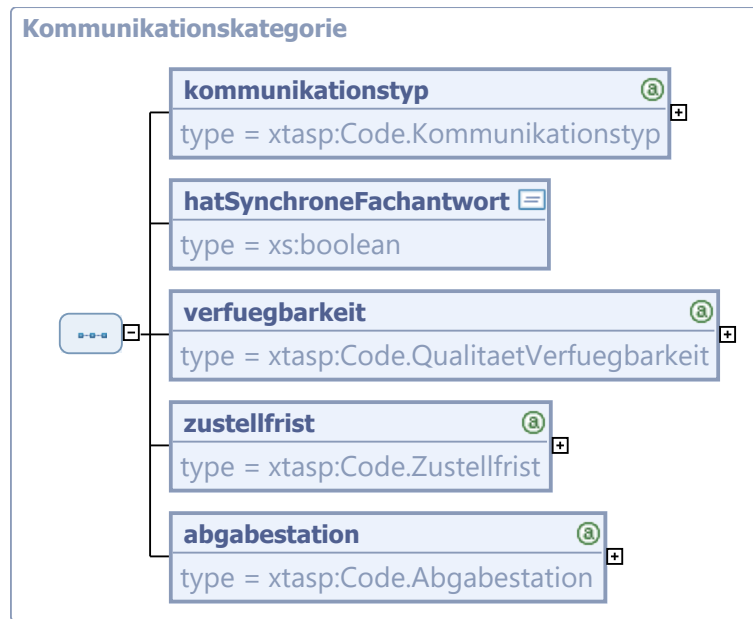 Kommunikationskategorie
kommunikationstyp
type = xtasp:Code.Kommunikationstyp
hatSynchroneFachantwort
type = xs:boolean
verfuegbarkeit
type = xtasp:Code.QualitaetVerfuegbarkeit
zustellfrist
type = xtasp:Code.Zustellfrist
abgabestation
type = xtasp:Code.Abgabestation